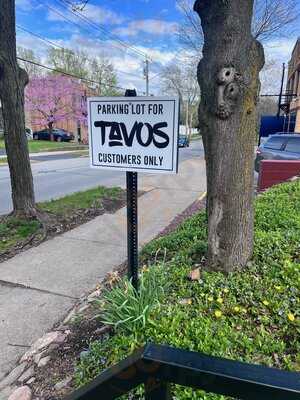 PARKING LOT FOR
TAVOS
CUSTOMERS ONLY